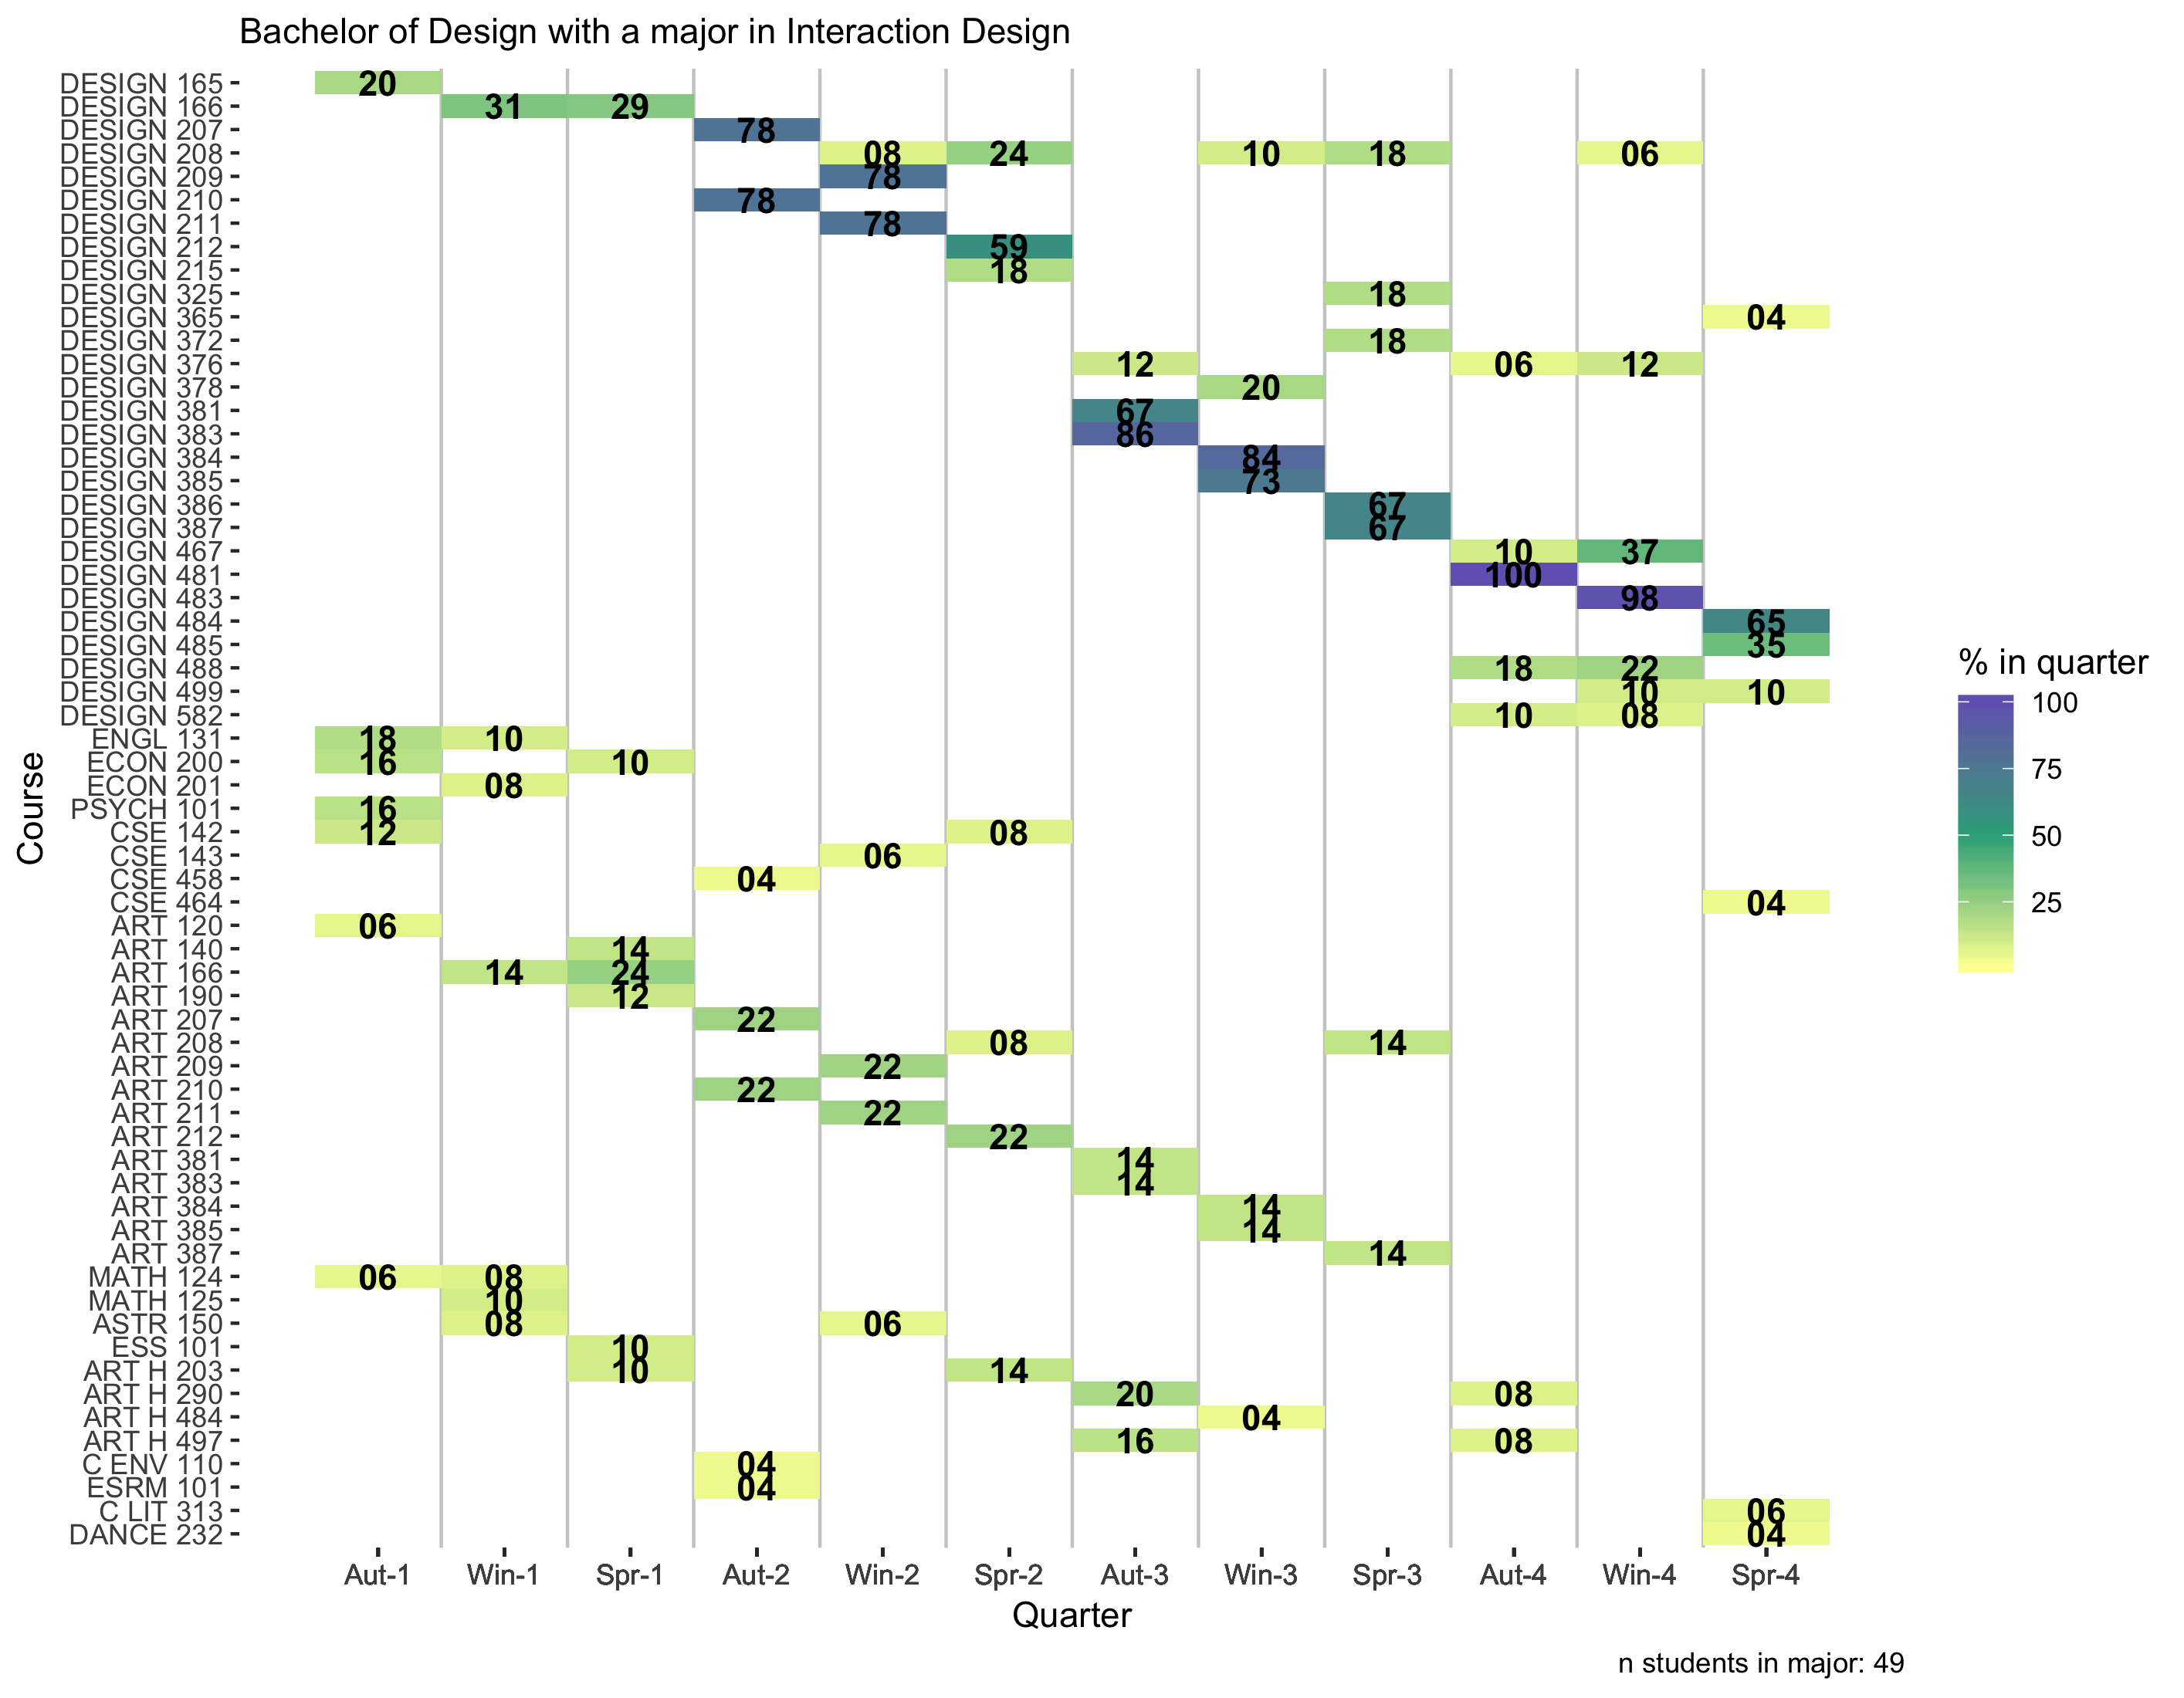 Bachelor of Design with a major in Interaction Design
DESIGN 165 20
DESIGN 166 31 29
DESIGN 207 78
DESIGN 208 08 24 10 18 06
DESIGN 209 78
DESIGN 210 78
DESIGN 211 78
DESIGN 212 59
DESIGN 215 18
DESIGN 325 18
DESIGN 365 04
DESIGN 372 18
DESIGN 376 12 06 12
DESIGN 378 20
DESIGN 381 67
DESIGN 383 86
DESIGN 384 84
DESIGN 385 73
DESIGN 386 67
DESIGN 387 67
DESIGN 467 10 37
DESIGN 481 100
DESIGN 483 98
DESIGN 484 65
DESIGN 485 35
DESIGN 488 18 22
DESIGN 499 10 10
DESIGN 582 10 08
ENGL 131 18 10
ECON 200 16 10
ECON 201 08
PSYCH 101 16
CSE 142 12 08
CSE 143 06
CSE 458 04
CSE 464 04
ART 120 06
ART 140 14
ART 166 14 24
ART 190 12
ART 207 22
ART 208 08 14
ART 209 22
ART 210 22
ART 211 22
ART 212 22
ART 381 14
ART 383 14
ART 384 14
ART 385 14
ART 387 14
MATH 124 06 08
MATH 125 10
ASTR 150 08 06
ESS 101 10
ART H 203 10 14
ART H 290 20 08
ART H 484 04
ART H 497 16 08
C ENV 110 04
ESRM 101 04
C LIT 313 06
DANCE 232 04
Course
Aut-1 Win-1 Spr-1 Aut-2 Win-2 Spr-2 Aut-3 Win-3 Spr-3 Aut-4 Win-4 Spr-4
Quarter
% in quarter
100
75
50
25
n students in major: 49